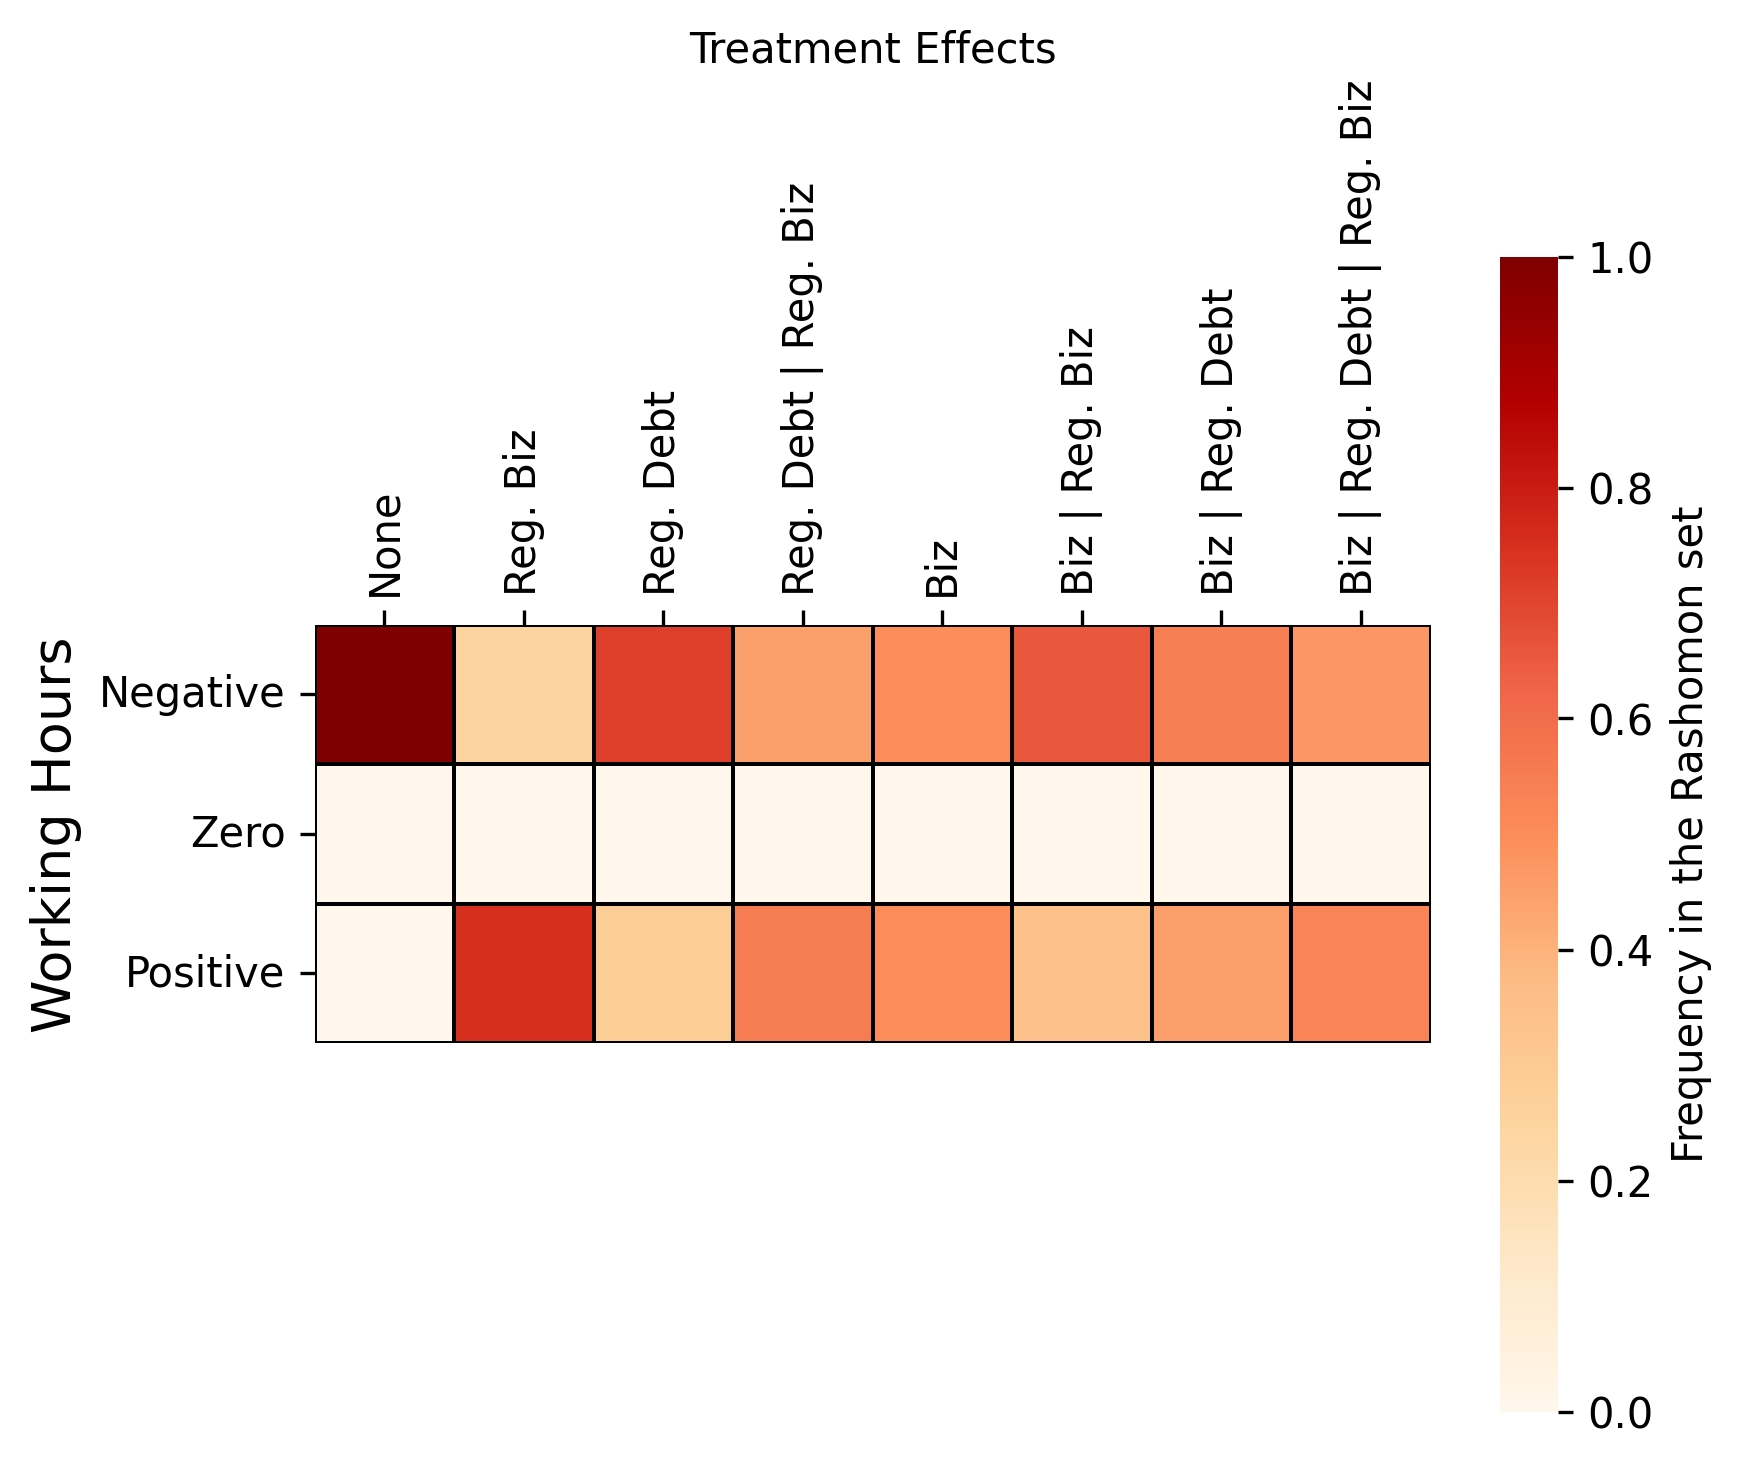 Treatment Effects
None
Reg. Biz
Reg. Debt
Reg. Debt | Reg. Biz
Biz
Biz | Reg. Biz
Biz | Reg. Debt
Biz | Reg. Debt | Reg. Biz
Working Hours
Negative
Zero
Positive
1.0
0.8
0.6
0.4
0.2
0.0
Frequency in the Rashomon set